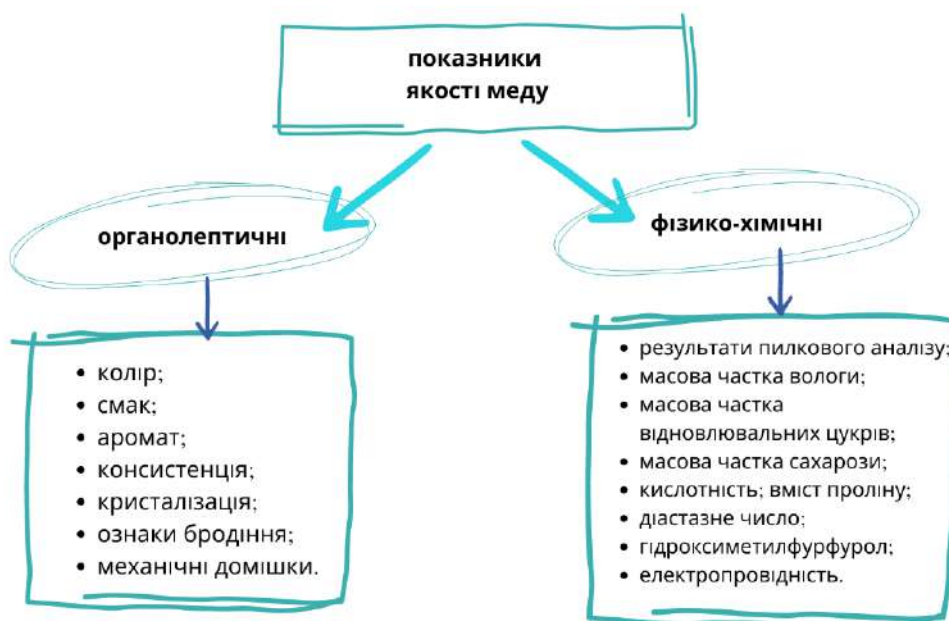 показники
якості меду
органолептичні
фізико-хімічні
• колір;
• смак;
• аромат;
• консистенція;
• кристалізація;
• ознаки бродіння;
• механічні домішки.
• результати пилкового аналізу;
• масова частка вологи;
• масова частка
відновлювальних цукрів;
• масова частка сахарози;
• кислотність; вміст проліну;
• діастазне число;
• гідроксиметилфурфурол;
• електропровідність.